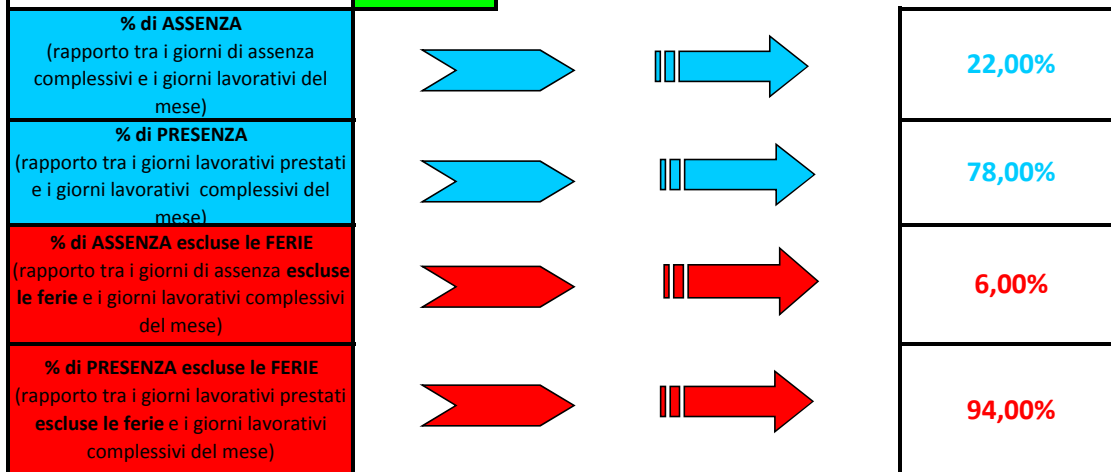 % di ASSENZA
(rapporto tra i giorni di assenza
complessivi e i giorni lavorativi del
mese)
22,00%
% di PRESENZA
(rapporto tra i giorni lavorativi prestati
e i giorni lavorativi complessivi del
mese)
78,00%
% di ASSENZA escluse le FERIE
(rapporto tra i giorni di assenza escluse
le ferie e i giorni lavorativi complessivi
del mese)
6,00%
% di PRESENZA escluse le FERIE
(rapporto tra i giorni lavorativi prestati
escluse le ferie e i giorni lavorativi
complessivi del mese)
94,00%